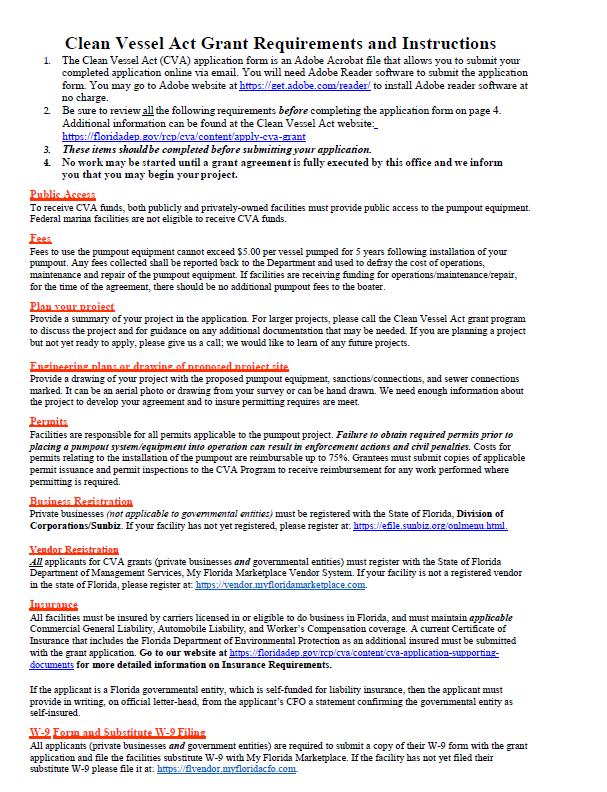 Clean Vessel Act Grant Requirements and Instructions
1. The Clean Vessel Act (CVA) application form is an Adobe Acrobat file that allows you to submit your
completed application online via email. You will need Adobe Reader software to submit the application
form. You may go to Adobe website at https://get.adobe.com/reader/ to install Adobe reader software at
no charge.
2. Be sure to review all the following requirements before completing the application form on page 4.
Additional information can be found at the Clean Vessel Act website:
https://floridadep.gov/rcp/cva/content/apply-cva-grant
3. These items should be completed before submitting your application.
4. No work may be started until a grant agreement is fully executed by this office and we inform
you that you may begin your project.
Public Access
To receive CVA funds, both publicly and privately-owned facilities must provide public access to the pumpout equipment.
Federal marina facilities are not eligible to receive CVA funds.
Fees
Fees to use the pumpout equipment cannot exceed $5.00 per vessel pumped for 5 years following installation of your
pumpout. Any fees collected shall be reported back to the Department and used to defray the cost of operations,
maintenance and repair of the pumpout equipment. If facilities are receiving funding for operations/maintenance/repair,
for the time of the agreement, there should be no additional pumpout fees to the boater.
Plan your project
Provide a summary of your project in the application. For larger projects, please call the Clean Vessel Act grant program
to discuss the project and for guidance on any additional documentation that may be needed. If you are planning a project
but not yet ready to apply, please give us a call; we would like to learn of any future projects.
Engineering plans or drawing of proposed project site
Provide a drawing of your project with the proposed pumpout equipment, sanctions/connections, and sewer connections
marked. It can be an aerial photo or drawing from your survey or can be hand drawn. We need enough information about
the project to develop your agreement and to insure permitting requires are meet.
Permits
Facilities are responsible for all permits applicable to the pumpout project. Failure to obtain required permits prior to
placing a pumpout system/equipment into operation can result in enforcement actions and civil penalties. Costs for
permits relating to the installation of the pumpout are reimbursable up to 75%. Grantees must submit copies of applicable
permit issuance and permit inspections to the CVA Program to receive reimbursement for any work performed where
permitting is required.
Business Registration
Private businesses (not applicable to governmental entities) must be registered with the State of Florida, Division of
Corporations/Sunbiz. If your facility has not yet registered, please register at: https://efile.sunbiz.org/onlmenu.html.
Vendor Registration
All applicants for CVA grants (private businesses and governmental entities) must register with the State of Florida
Department of Management Services, My Florida Marketplace Vendor System. If your facility is not a registered vendor
in the state of Florida, please register at: https://vendor.myfloridamarketplace.com.
Insurance
All facilities must be insured by carriers licensed in or eligible to do business in Florida, and must maintain applicable
Commercial General Liability, Automobile Liability, and Worker's Compensation coverage. A current Certificate of
Insurance that includes the Florida Department of Environmental Protection as an additional insured must be submitted
with the grant application. Go to our website at https://floridadep.gov/rcp/cva/content/cva-application-supporting-
documents for more detailed information on Insurance Requirements.
If the applicant is a Florida governmental entity, which is self-funded for liability insurance, then the applicant must
provide in writing, on official letter-head, from the applicant's CFO a statement confirming the governmental entity as
self-insured.
W-9 Form and Substitute W-9 Filing
All applicants (private businesses and government entities) are required to submit a copy of their W-9 form with the grant
application and file the facilities substitute W-9 with My Florida Marketplace. If the facility has not yet filed their
substitute W-9 please file it at: https://flvendor.myfloridacfo.com.